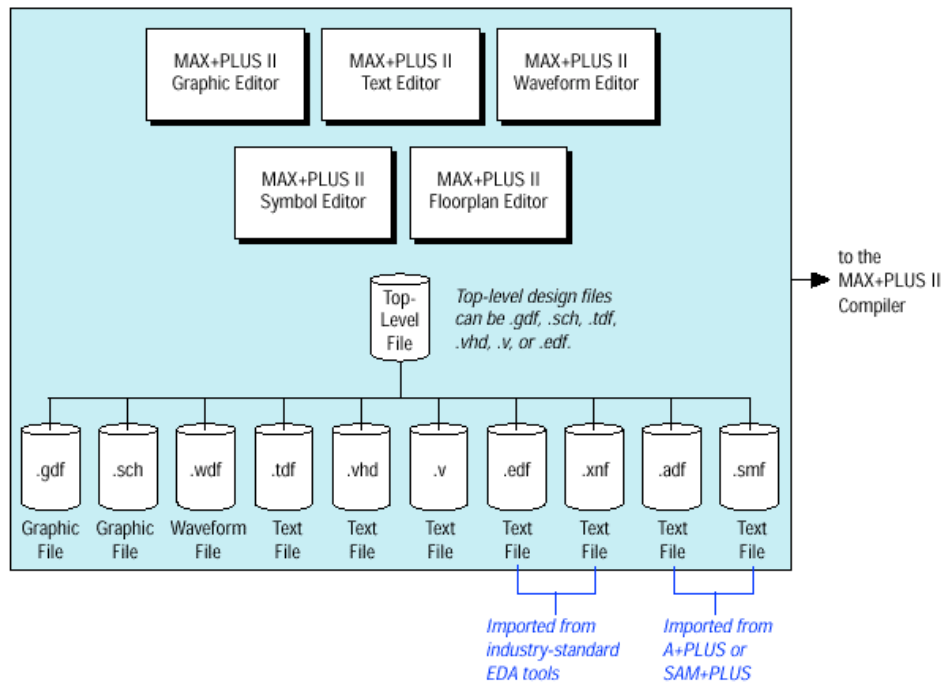 MAX+PLUS II
Graphic Editor
MAX+PLUS II
Text Editor
MAX+PLUS II
Waveform Editor
MAX+PLUS II
Symbol Editor
MAX+PLUS II
Floorplan Editor
to the
MAX+PLUS II
Compiler
Top-
Level
File
Top-level design files
can be .gdf, .sch, .tdf,
.vhd, .v, or .edf.
.gdf
.sch
.wdf
.tdf
.vhd
.v
.edf
.xnf
.adf
.smf
Graphic
File
Graphic
File
Waveform
File
Text
File
Text
File
Text
File
Text
File
Text
File
Text
File
Text
File
Imported from
industry-standard
EDA tools
Imported from
A+PLUS or
SAM+PLUS